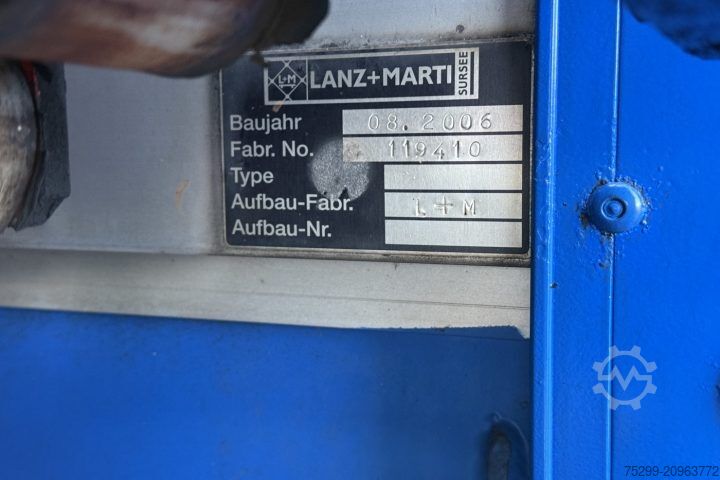 L+M LANZ+MARTI SURSEE
Baujahr 08.2006
Fabr. No. 119410
Type
Aufbau-Fabr. L+M
Aufbau-Nr.
75299-20963772